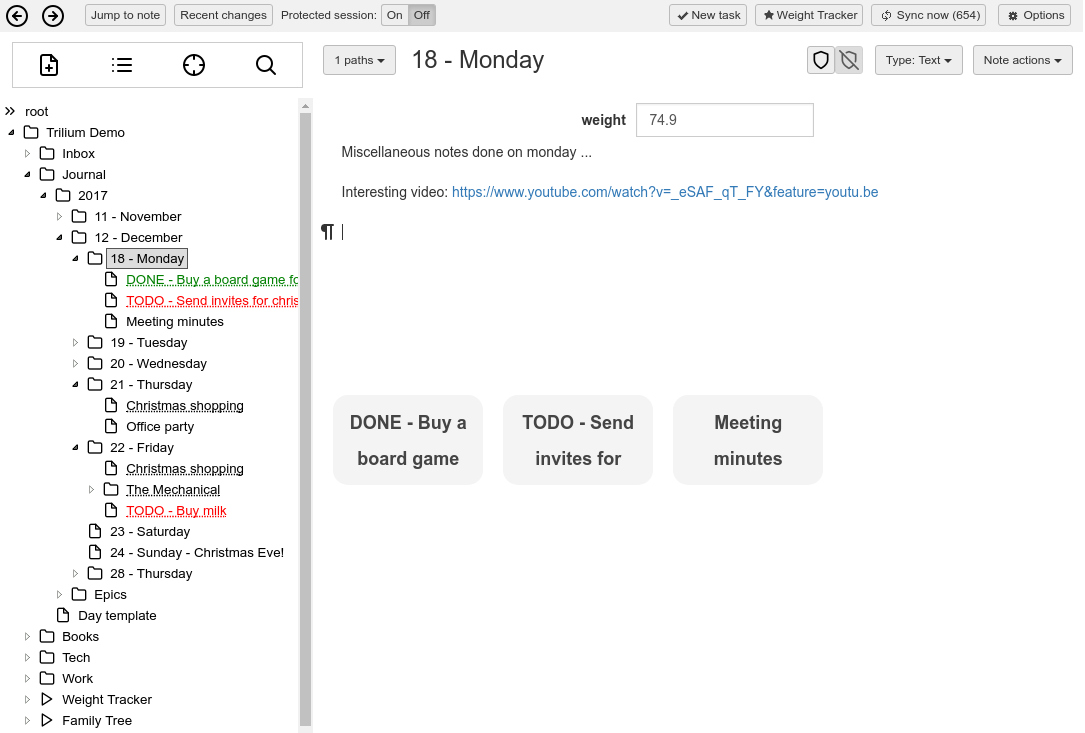 Jump to note Recent changes Protected session: On Off New task Weight Tracker Sync now (654) Options
1 paths 18 - Monday Type: Text Note actions
root
Trilium Demo
Inbox
Journal
2017
11 - November
12 - December
18 - Monday
DONE - Buy a board game fo
TODO - Send invites for chris
Meeting minutes
19 - Tuesday
20 - Wednesday
21 - Thursday
Christmas shopping
Office party
22 - Friday
Christmas shopping
The Mechanical
TODO - Buy milk
23 - Saturday
24 - Sunday - Christmas Eve!
28 - Thursday
Epics
Day template
Books
Tech
Work
Weight Tracker
Family Tree
weight 74.9
Miscellaneous notes done on monday ...
Interesting video: https://www.youtube.com/watch?v=_eSAF_qT_FY&feature=youtu.be
¶
DONE - Buy a
board game
TODO - Send
invites for
Meeting
minutes